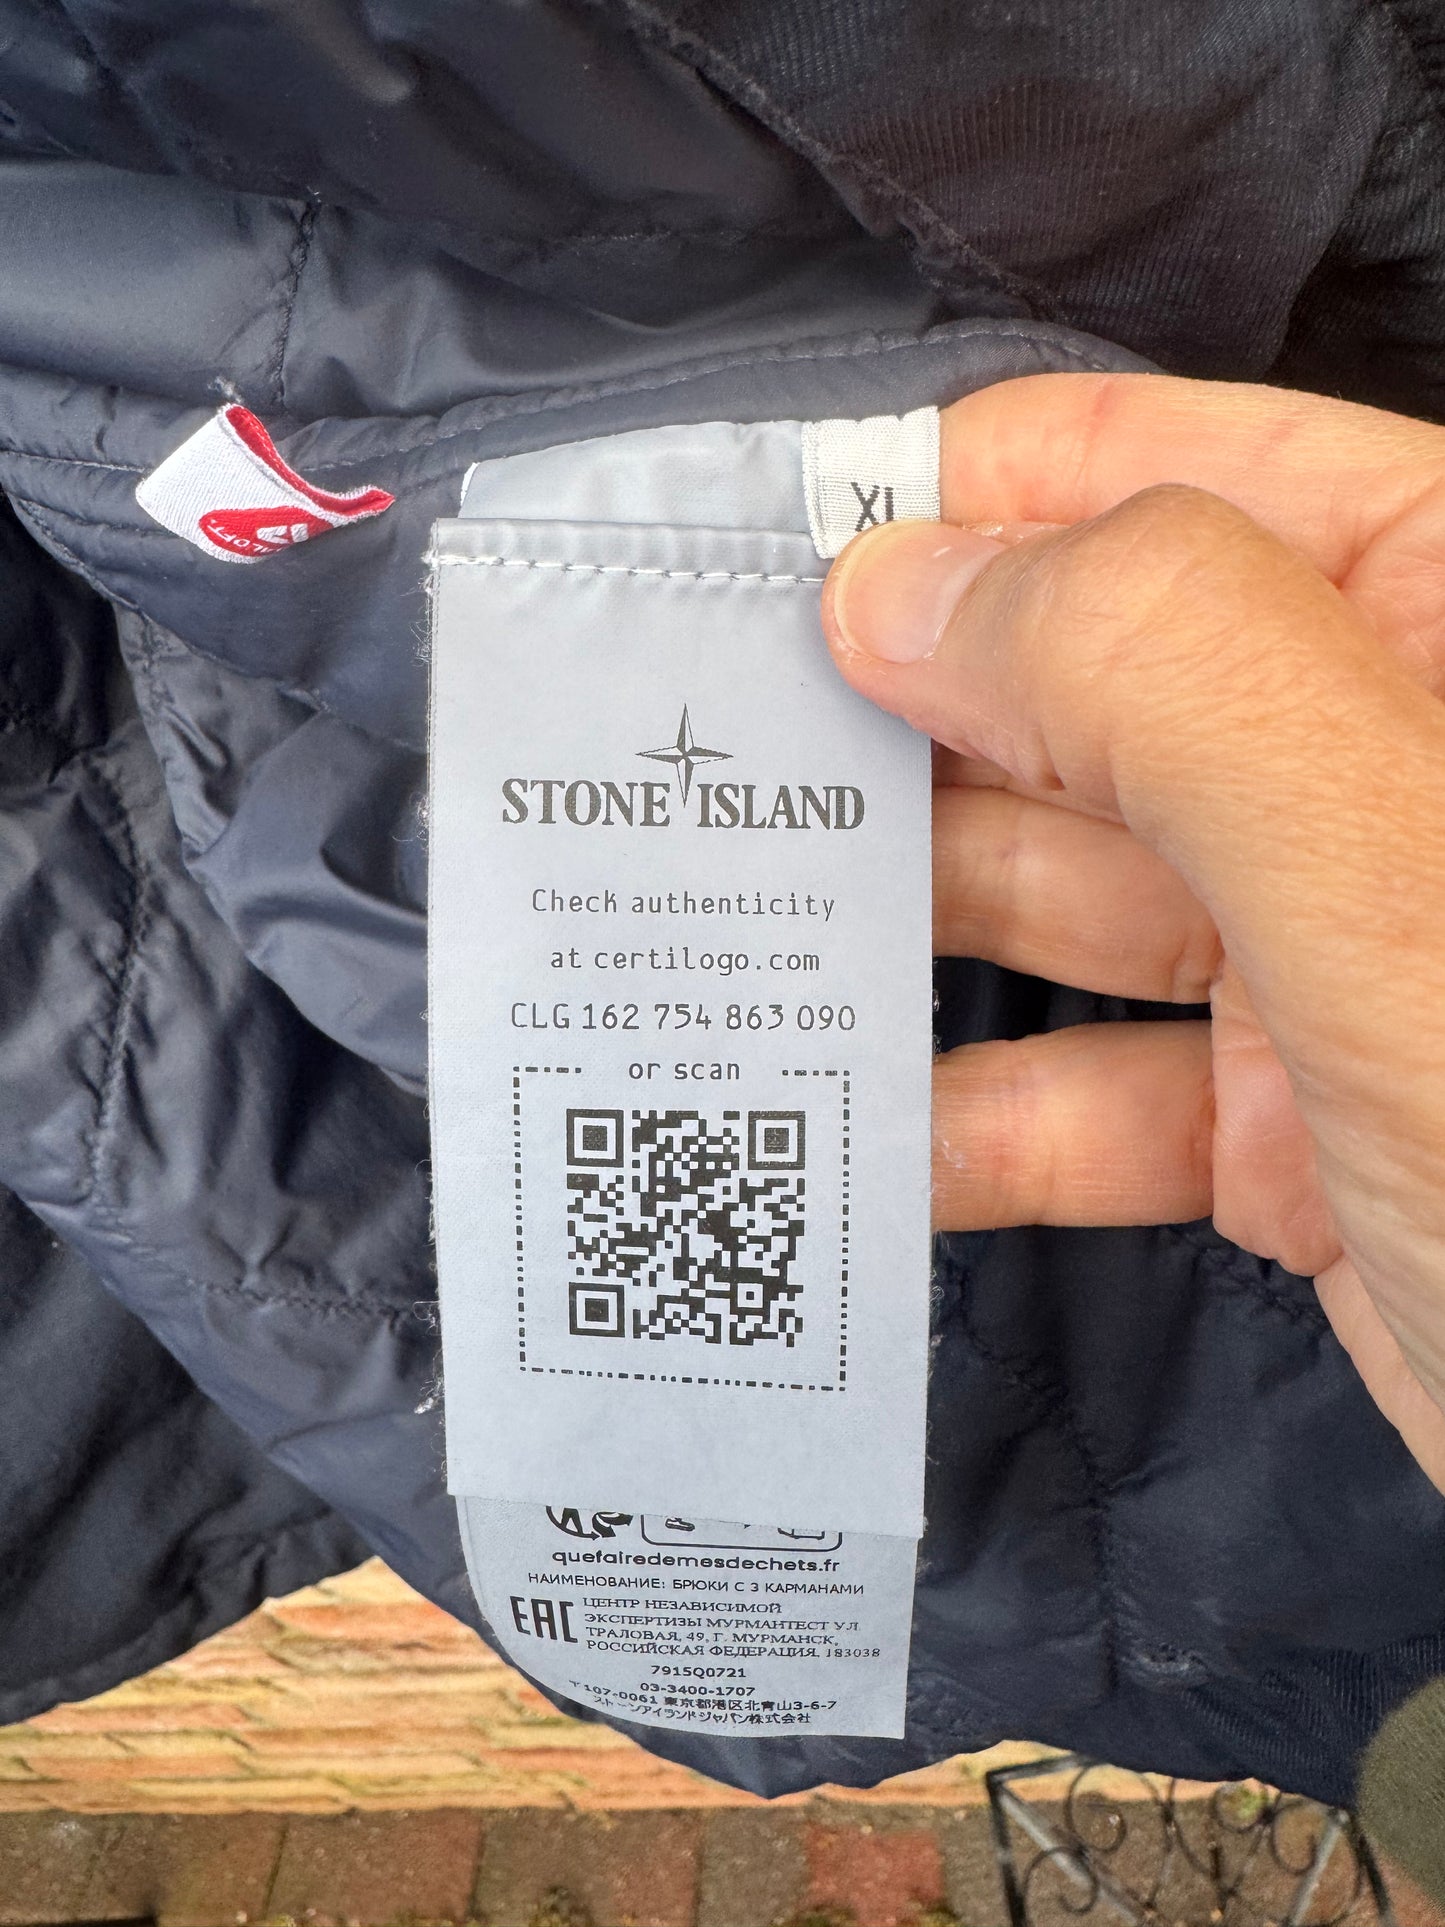 XL
STONE ISLAND
Check authenticity
at certilogo.com
CLG 162 754 863 090
or scan
quefairedemesdechets.fr
НАИМЕНОВАНИЕ: БРЮКИ С 3 КАРМАНАМИ
EAC
ЦЕНТР НЕЗАВИСИМОЙ
ЭКСПЕРТИЗЫ МУРМАНТЕСТ УЛ.
ТРАЛОВАЯ, 49, Г. МУРМАНСК,
РОССИЙСКАЯ ФЕДЕРАЦИЯ, 183038
7915Q0721
03-3400-1707
〒107-0061 東京都港区北青山3-6-7
ストーンアイランドジャパン株式会社